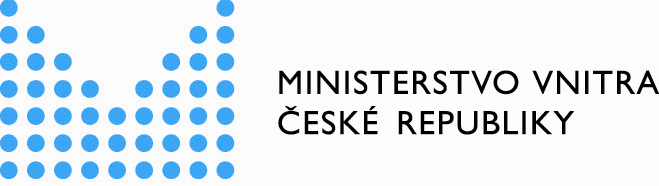 MINISTERSTVO VNITRA
ČESKÉ REPUBLIKY